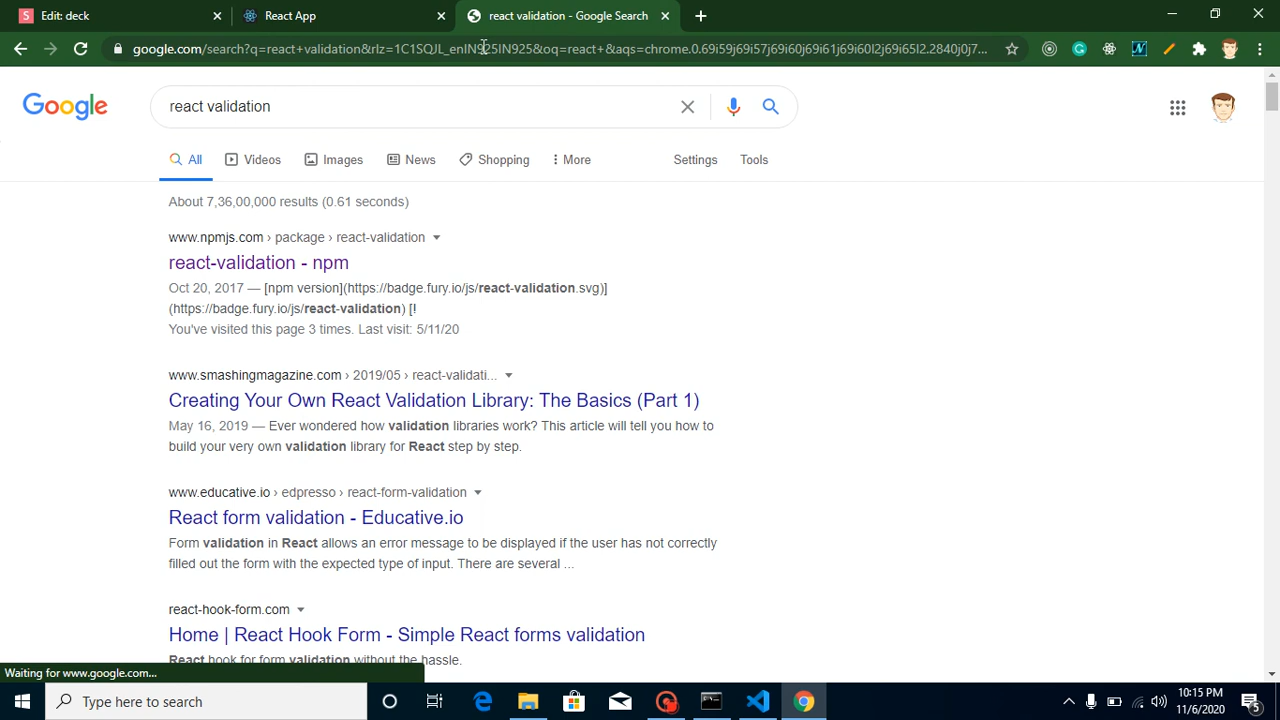 Edit: deck
React App
react validation - Google Search
google.com/search?q=react+validation&rlz=1C1SQJL_enIN925IN925&oq=react+&aqs=chrome.0.69i59j69i57j69i60j69i61j69i60l2j69i65l2.2840j0j7...
Google
react validation
All
Videos
Images
News
Shopping
More
Settings
Tools
About 7,36,00,000 results (0.61 seconds)
www.npmjs.com › package › react-validation
react-validation - npm
Oct 20, 2017 — [npm version](https://badge.fury.io/js/react-validation.svg)]
(https://badge.fury.io/js/react-validation) [!
You've visited this page 3 times. Last visit: 5/11/20
www.smashingmagazine.com › 2019/05 › react-validati...
Creating Your Own React Validation Library: The Basics (Part 1)
May 16, 2019 — Ever wondered how validation libraries work? This article will tell you how to
build your very own validation library for React step by step.
www.educative.io › edpresso › react-form-validation
React form validation - Educative.io
Form validation in React allows an error message to be displayed if the user has not correctly
filled out the form with the expected type of input. There are several ...
react-hook-form.com
Home | React Hook Form - Simple React forms validation
React hook for form validation without the hassle.
Waiting for www.google.com...
Type here to search
10:15 PM
11/6/2020
5